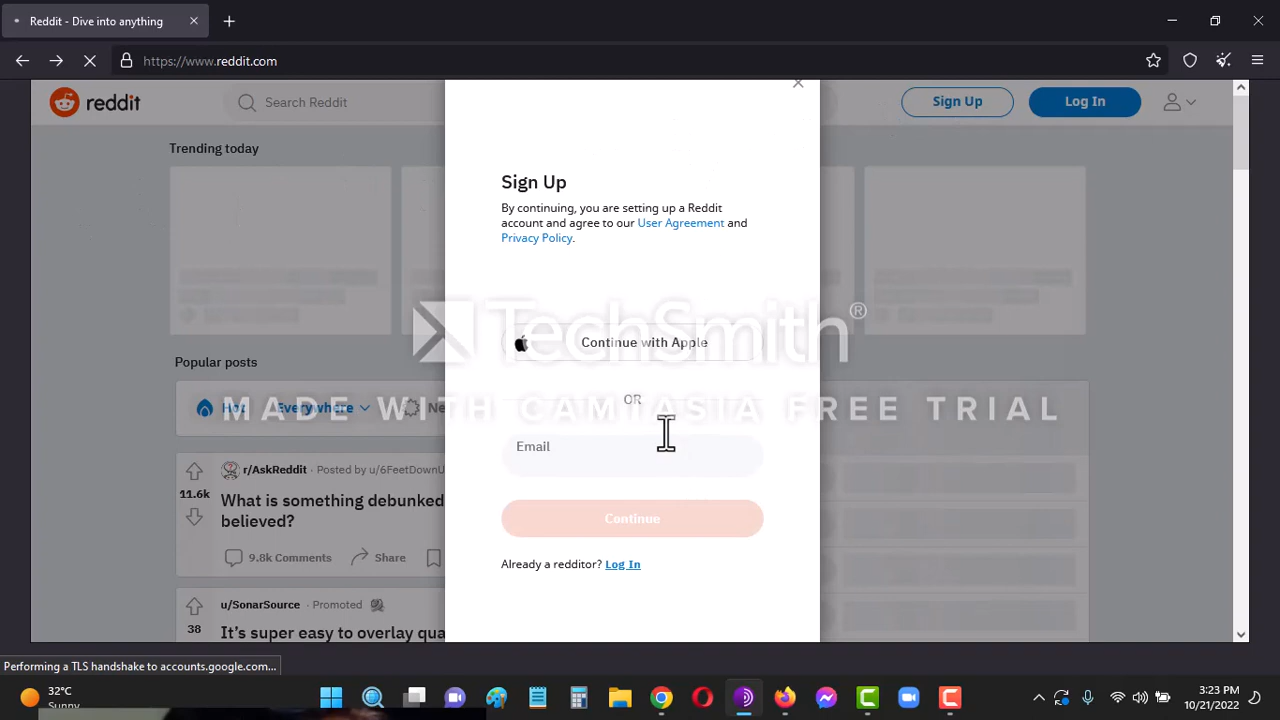 Reddit - Dive into anything
https://www.reddit.com
reddit
Search Reddit
Sign Up
Log In
Trending today
Sign Up
By continuing, you are setting up a Reddit
account and agree to our User Agreement and
Privacy Policy.
TechSmith®
Continue with Apple
Popular posts
OR
Hot
Everywhere
Ne
MADE WITH CAMTASIA FREE TRIAL
Email
r/AskReddit · Posted by u/6FeetDownU
11.6k
What is something debunked
believed?
Continue
9.8k Comments
Share
Already a redditor? Log In
u/SonarSource · Promoted
38
It's super easy to overlay qua
Performing a TLS handshake to accounts.google.com...
32°C
Sunny
3:23 PM
10/21/2022